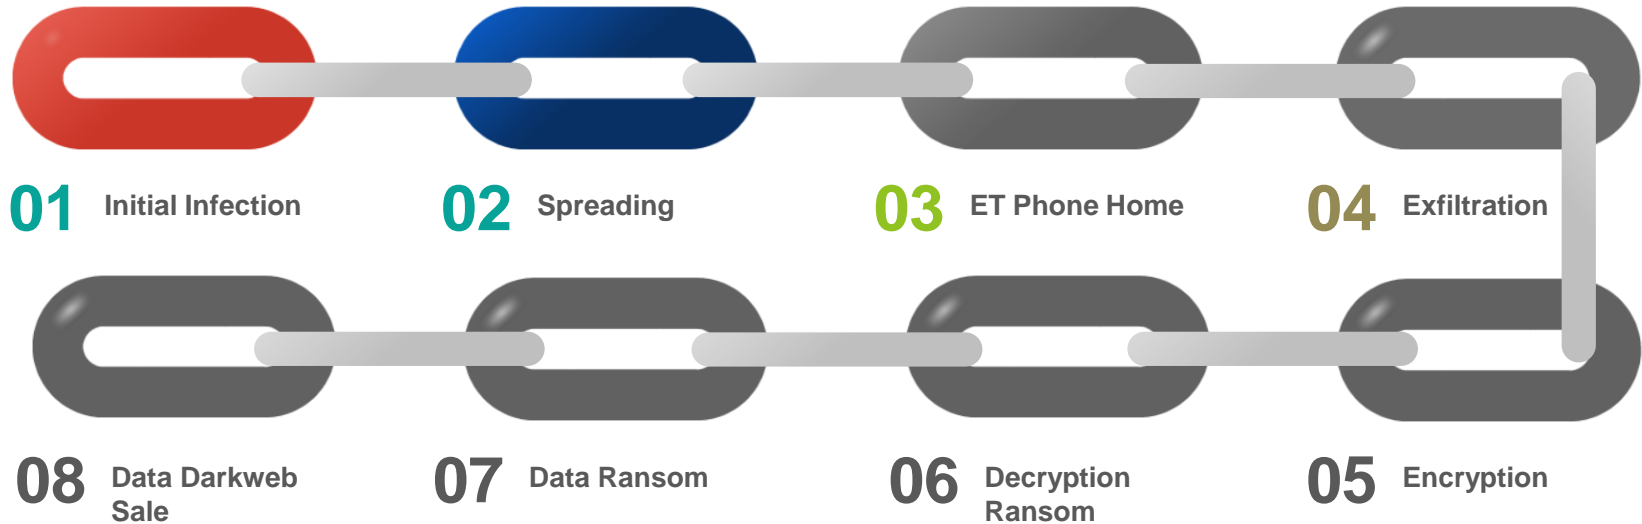 01 Initial Infection
02 Spreading
03 ET Phone Home
04 Exfiltration
08 Data Darkweb
Sale
07 Data Ransom
06 Decryption
Ransom
05 Encryption